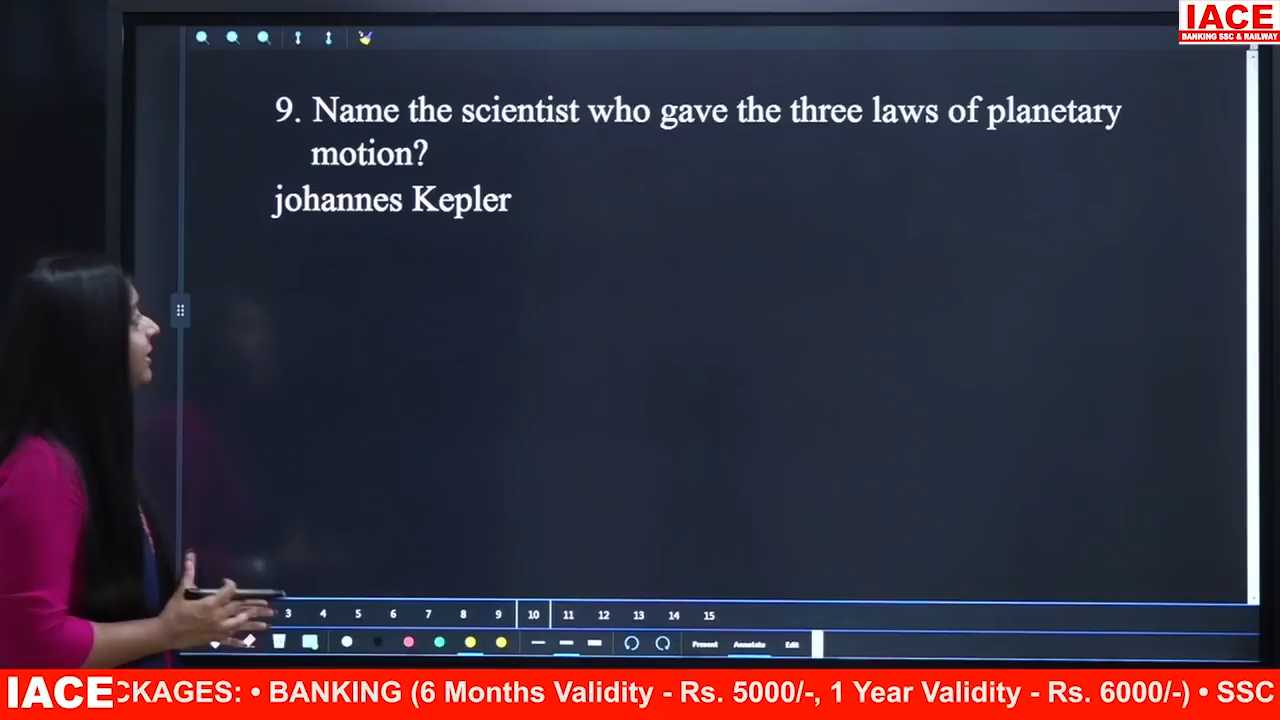 IACE
BANKING SSC & RAILWAY
9. Name the scientist who gave the three laws of planetary
motion?
johannes Kepler
3 4 5 6 7 8 9 10 11 12 13 14 15
Present Annotate Edit
IACE CKAGES: • BANKING (6 Months Validity - Rs. 5000/-, 1 Year Validity - Rs. 6000/-) • SSC